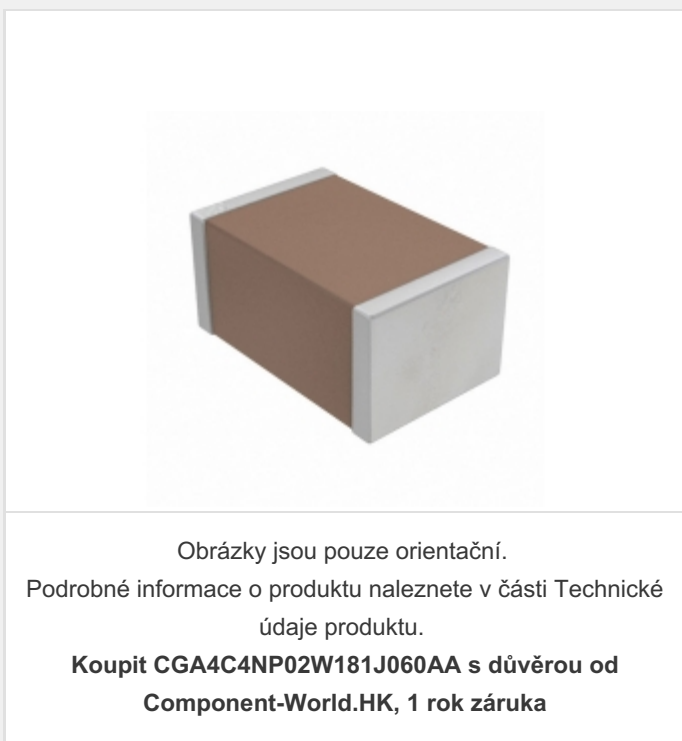 Obrázky jsou pouze orientační.
Podrobné informace o produktu naleznete v části Technické
údaje produktu.
Koupit CGA4C4NP02W181J060AA s důvěrou od
Component-World.HK, 1 rok záruka